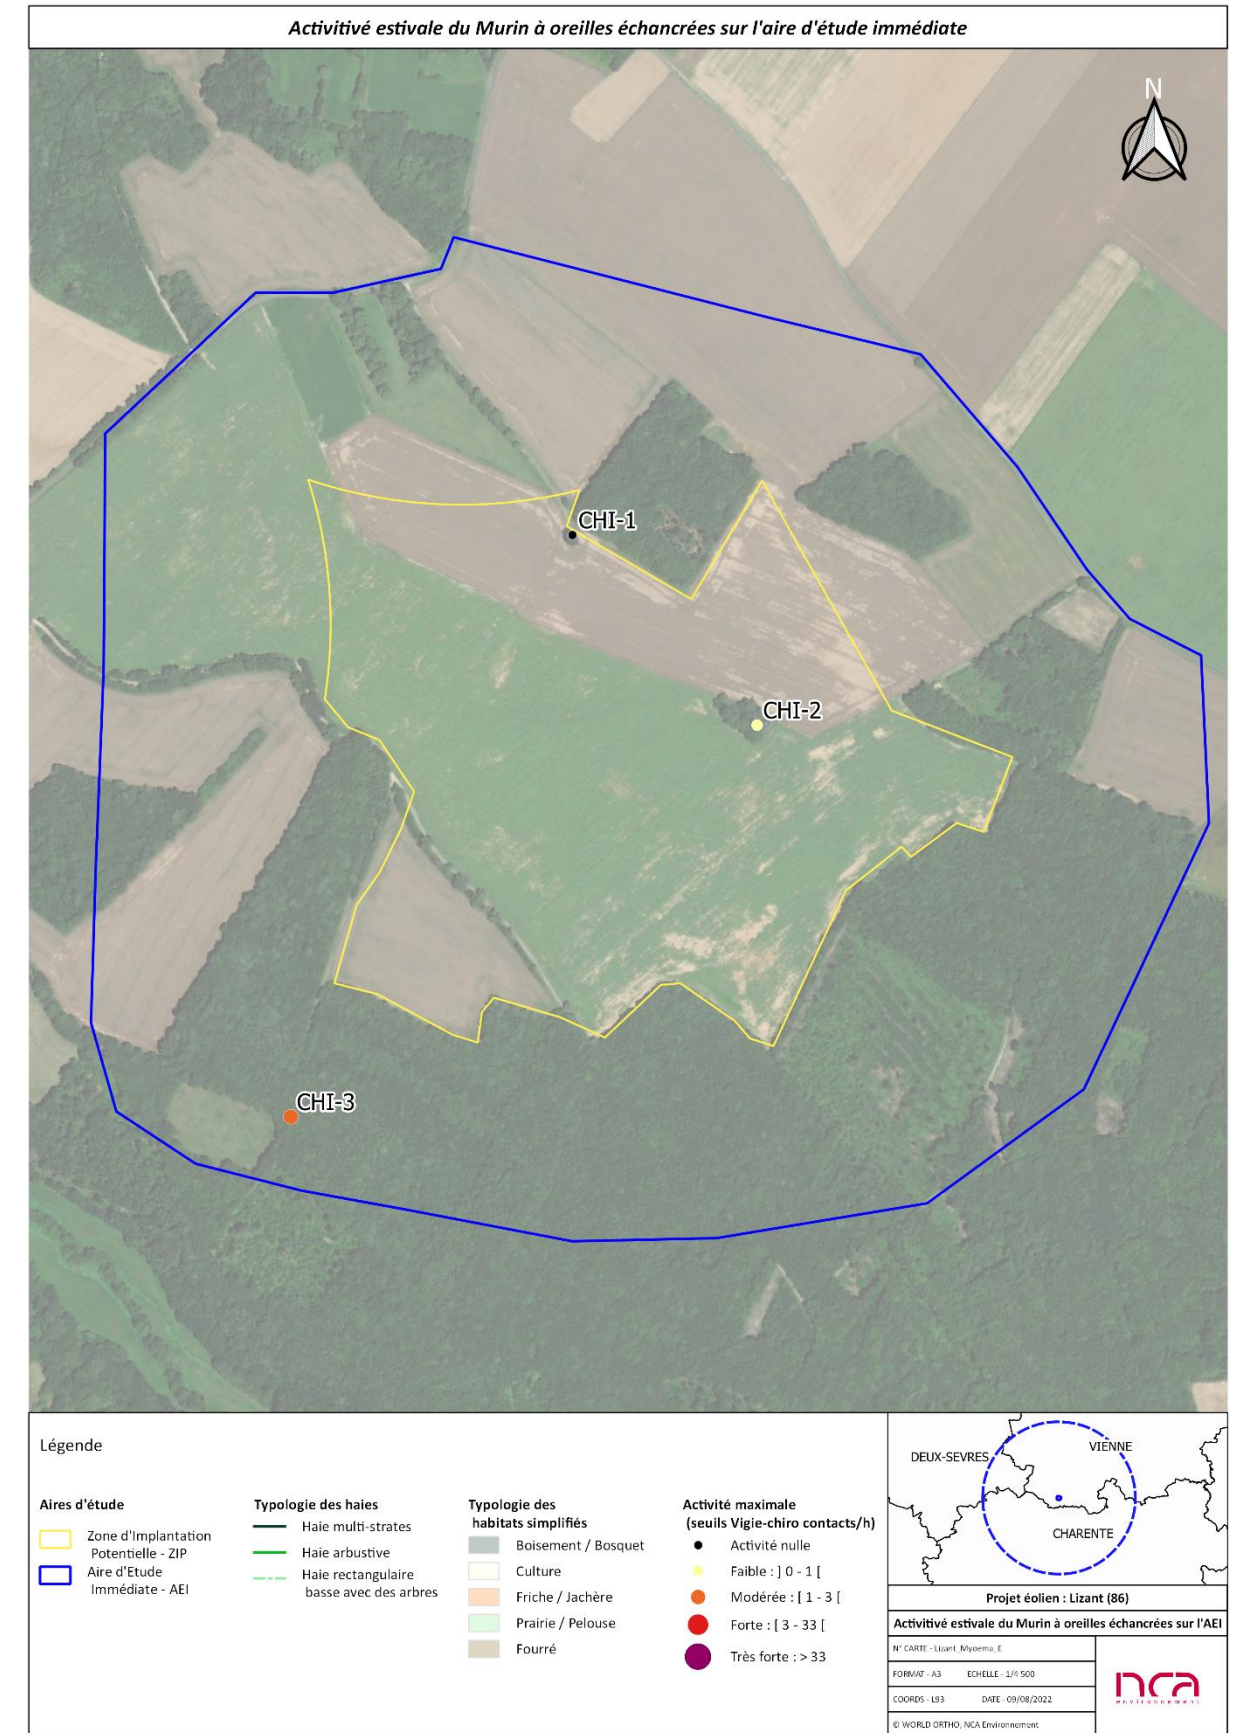 Activitivé estivale du Murin à oreilles échancrées sur l'aire d'étude immédiate
N
CHI-1
CHI-2
CHI-3
Légende
Aires d'étude
Zone d'Implantation
Potentielle - ZIP
Aire d'Etude
Immédiate - AEI
Typologie des haies
Haie multi-strates
Haie arbustive
Haie rectangulaire
basse avec des arbres
Typologie des
habitats simplifiés
Boisement / Bosquet
Culture
Friche / Jachère
Prairie / Pelouse
Fourré
Activité maximale
(seuils Vigie-chiro contacts/h)
Activité nulle
Faible : ] 0 - 1 [
Modérée : [ 1 - 3 [
Forte : [ 3 - 33 [
Très forte : > 33
DEUX-SEVRES
VIENNE
CHARENTE
Projet éolien : Lizant (86)
Activitivé estivale du Murin à oreilles échancrées sur l'AEI
N° CARTE - Lizant_Myoema_E
FORMAT - A3 ECHELLE - 1/4 500
COORDS - L93 DATE - 09/08/2022
© WORLD ORTHO, NCA Environnement
nca
environnement